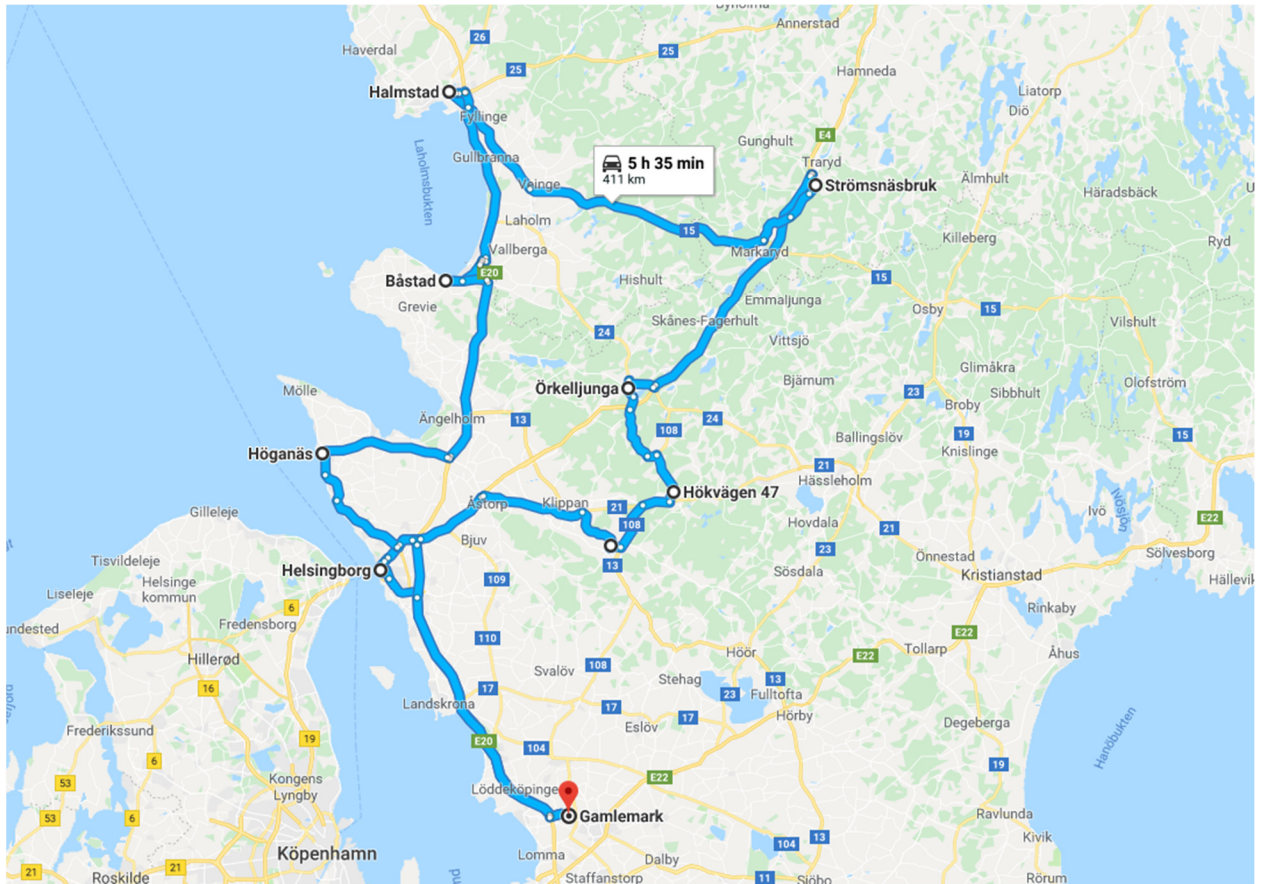 Byholma
Annerstad
26
Haverdal
25
25
Hamneda
Halmstad
Liatorp
Fyllinge
Diö
E4
Gunghult
Gullbranna
5 h 35 min
Traryd
411 km
Laholmsbukten
Veinge
Strömsnäsbruk
Älmhult
Häradsbäck
Laholm
15
Killeberg
Ryd
Vallberga
Markaryd
E20
Båstad
Hishult
15
Grevie
Emmaljunga
Osby
15
Skånes-Fagerhult
Vilshult
24
Vittsjö
Glimåkra
Mölle
Örkelljunga
Bjärnum
Olofström
23
Sibbhult
Broby
Ängelholm
13
24
108
19
15
Ballingslöv
Höganäs
Knislinge
21
Hässleholm
Hökvägen 47
Åstorp
Klippan
21
Gilleleje
Ivösjön
Ivö
108
Hovdala
21
E22
Bjuv
Tisvildeleje
23
Sölvesborg
Helsingborg
13
Önnestad
Helsinge
kommun
109
Sösdala
Kristianstad
Hällevik
Liseleje
6
Rinkaby
undested
Fredensborg
110
E22
Hillerød
Höör
Tollarp
Åhus
E22
Svalöv
108
Stehag
13
16
17
23
Fulltofta
Landskrona
17
17
Hörby
Degeberga
Frederikssund
Eslöv
19
E20
104
Hanöbukten
6
19
53
Kongens
Lyngby
E22
Löddeköpinge
53
6
Gamlemark
Ravlunda
Kivik
104
13
Köpenhamn
Lomma
Dalby
21
21
Roskilde
Staffanstorp
11
Sjöbo
Rörum